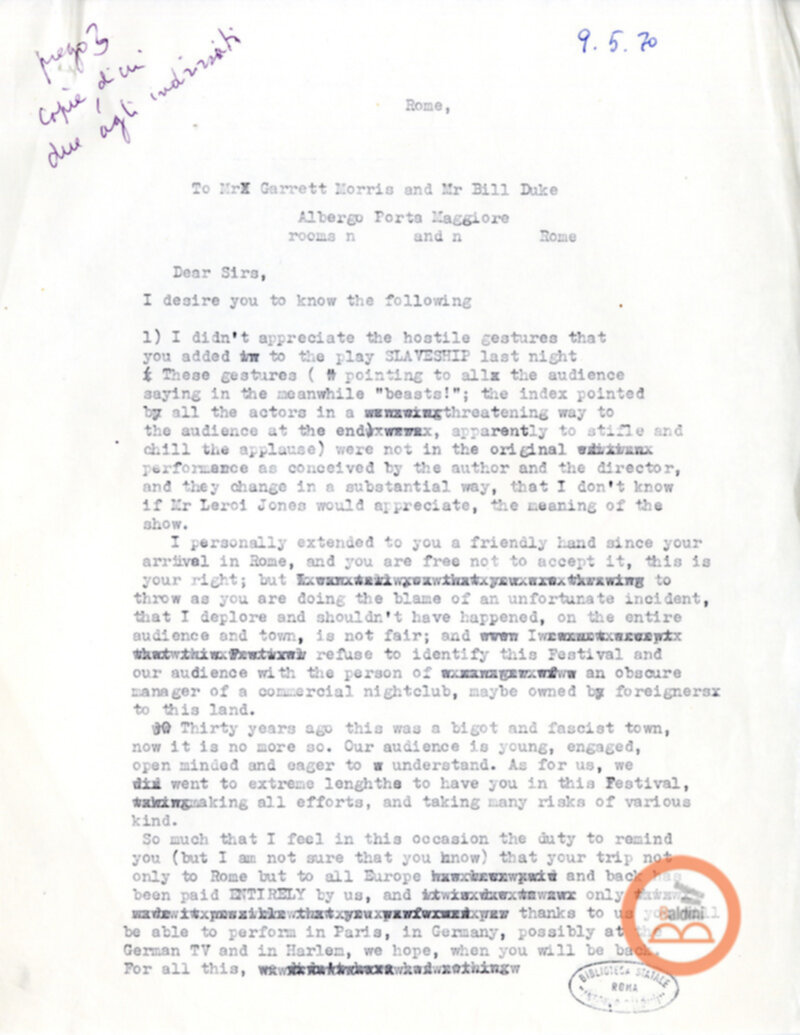 prego 3
copie, di cui
due agli indirizzati
9.5.70
Rome,
To MrX Garrett Morris and Mr Bill Duke
Albergo Porta Maggiore
rooms n and n Rome
Dear Sirs,
I desire you to know the following
1) I didn't appreciate the hostile gestures that
you added to the play SLAVESHIP last night
These gestures ( pointing to allx the audience
saying in the meanwhile "beasts!"; the index pointed
by all the actors in a threatening way to
the audience at the end, apparently to stifle and
chill the applause) were not in the original
performance as conceived by the author and the director,
and they change in a substantial way, that I don't know
if Mr Leroi Jones would appreciate, the meaning of the
show.
I personally extended to you a friendly hand since your
arrival in Rome, and you are free not to accept it, this is
your right; but to
throw as you are doing the blame of an unfortunate incident,
that I deplore and shouldn't have happened, on the entire
audience and town, is not fair; and I
refuse to identify this Festival and
our audience with the person of an obscure
manager of a commercial nightclub, maybe owned by foreignersx
to this land.
Thirty years ago this was a bigot and fascist town,
now it is no more so. Our audience is young, engaged,
open minded and eager to understand. As for us, we
went to extreme lenghths to have you in this Festival,
making all efforts, and taking many risks of various
kind.
So much that I feel in this occasion the duty to remind
you (but I am not sure that you know) that your trip not
only to Rome but to all Europe and back has
been paid ENTIRELY by us, and only
thanks to us you will
be able to perform in Paris, in Germany, possibly at the
German TV and in Harlem, we hope, when you will be back.
For all this,
Baldini
BIBLIOTECA STATALE
ROMA